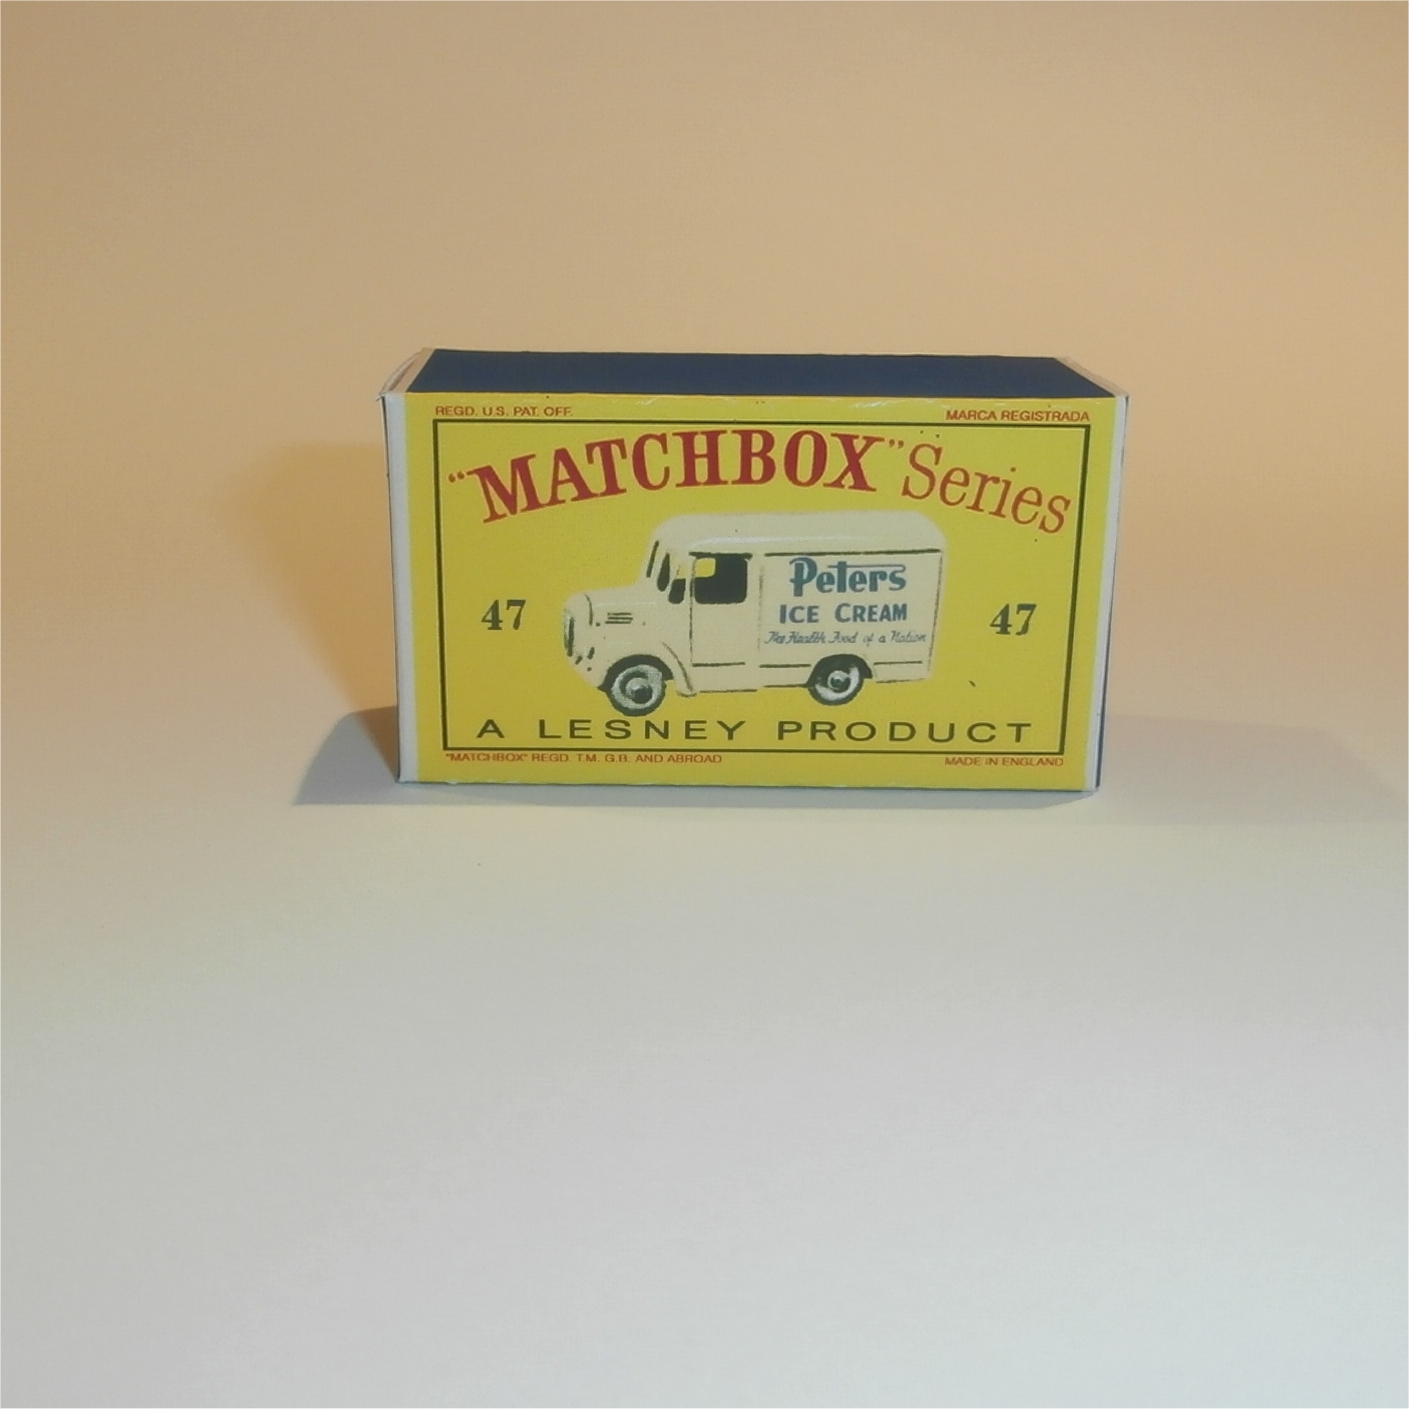 REGD. U.S. PAT. OFF. MARCA REGISTRADA
"MATCHBOX" Series
Peters
ICE CREAM
The Health Food of a Nation
47 47
A LESNEY PRODUCT
"MATCHBOX" REGD. T.M. G.B. AND ABROAD MADE IN ENGLAND